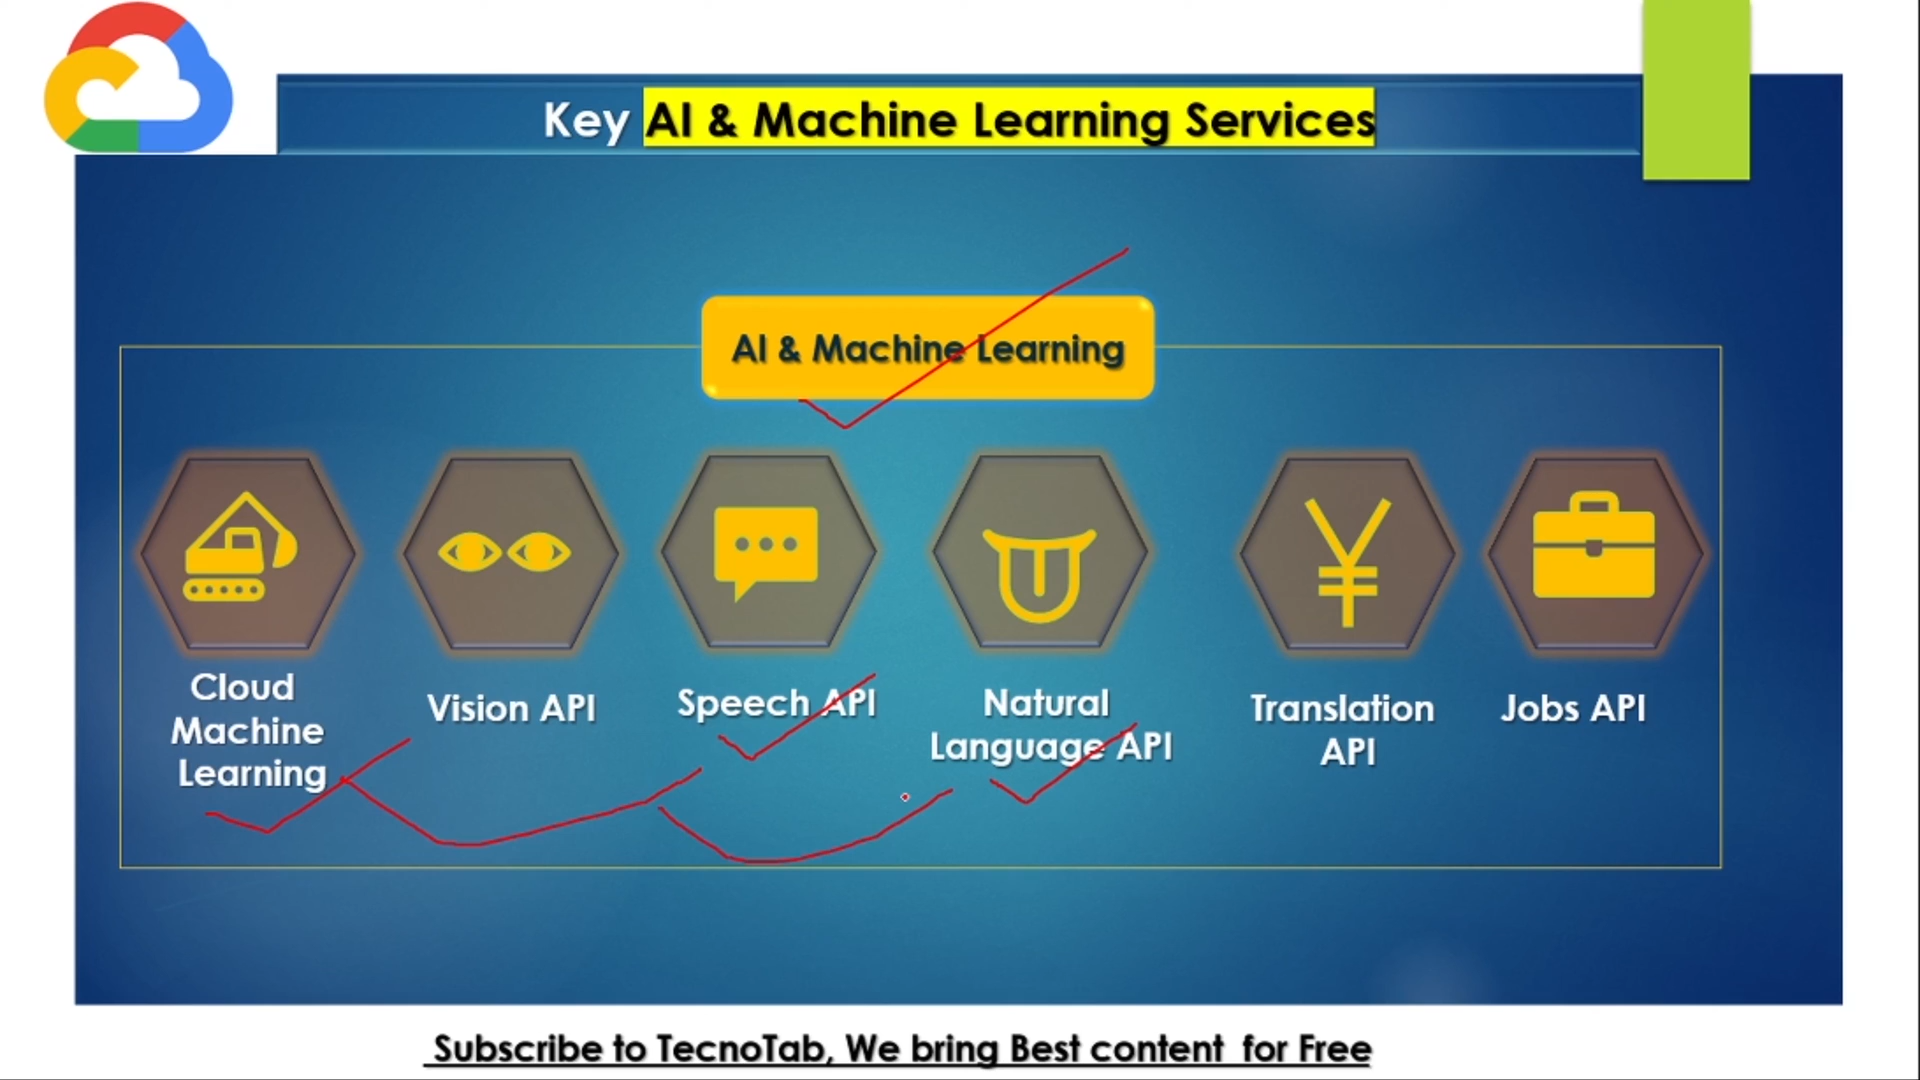 Key AI & Machine Learning Services
AI & Machine Learning
Cloud
Machine
Learning
Vision API
Speech API
Natural
Language API
Translation
API
Jobs API
Subscribe to TecnoTab, We bring Best content for Free